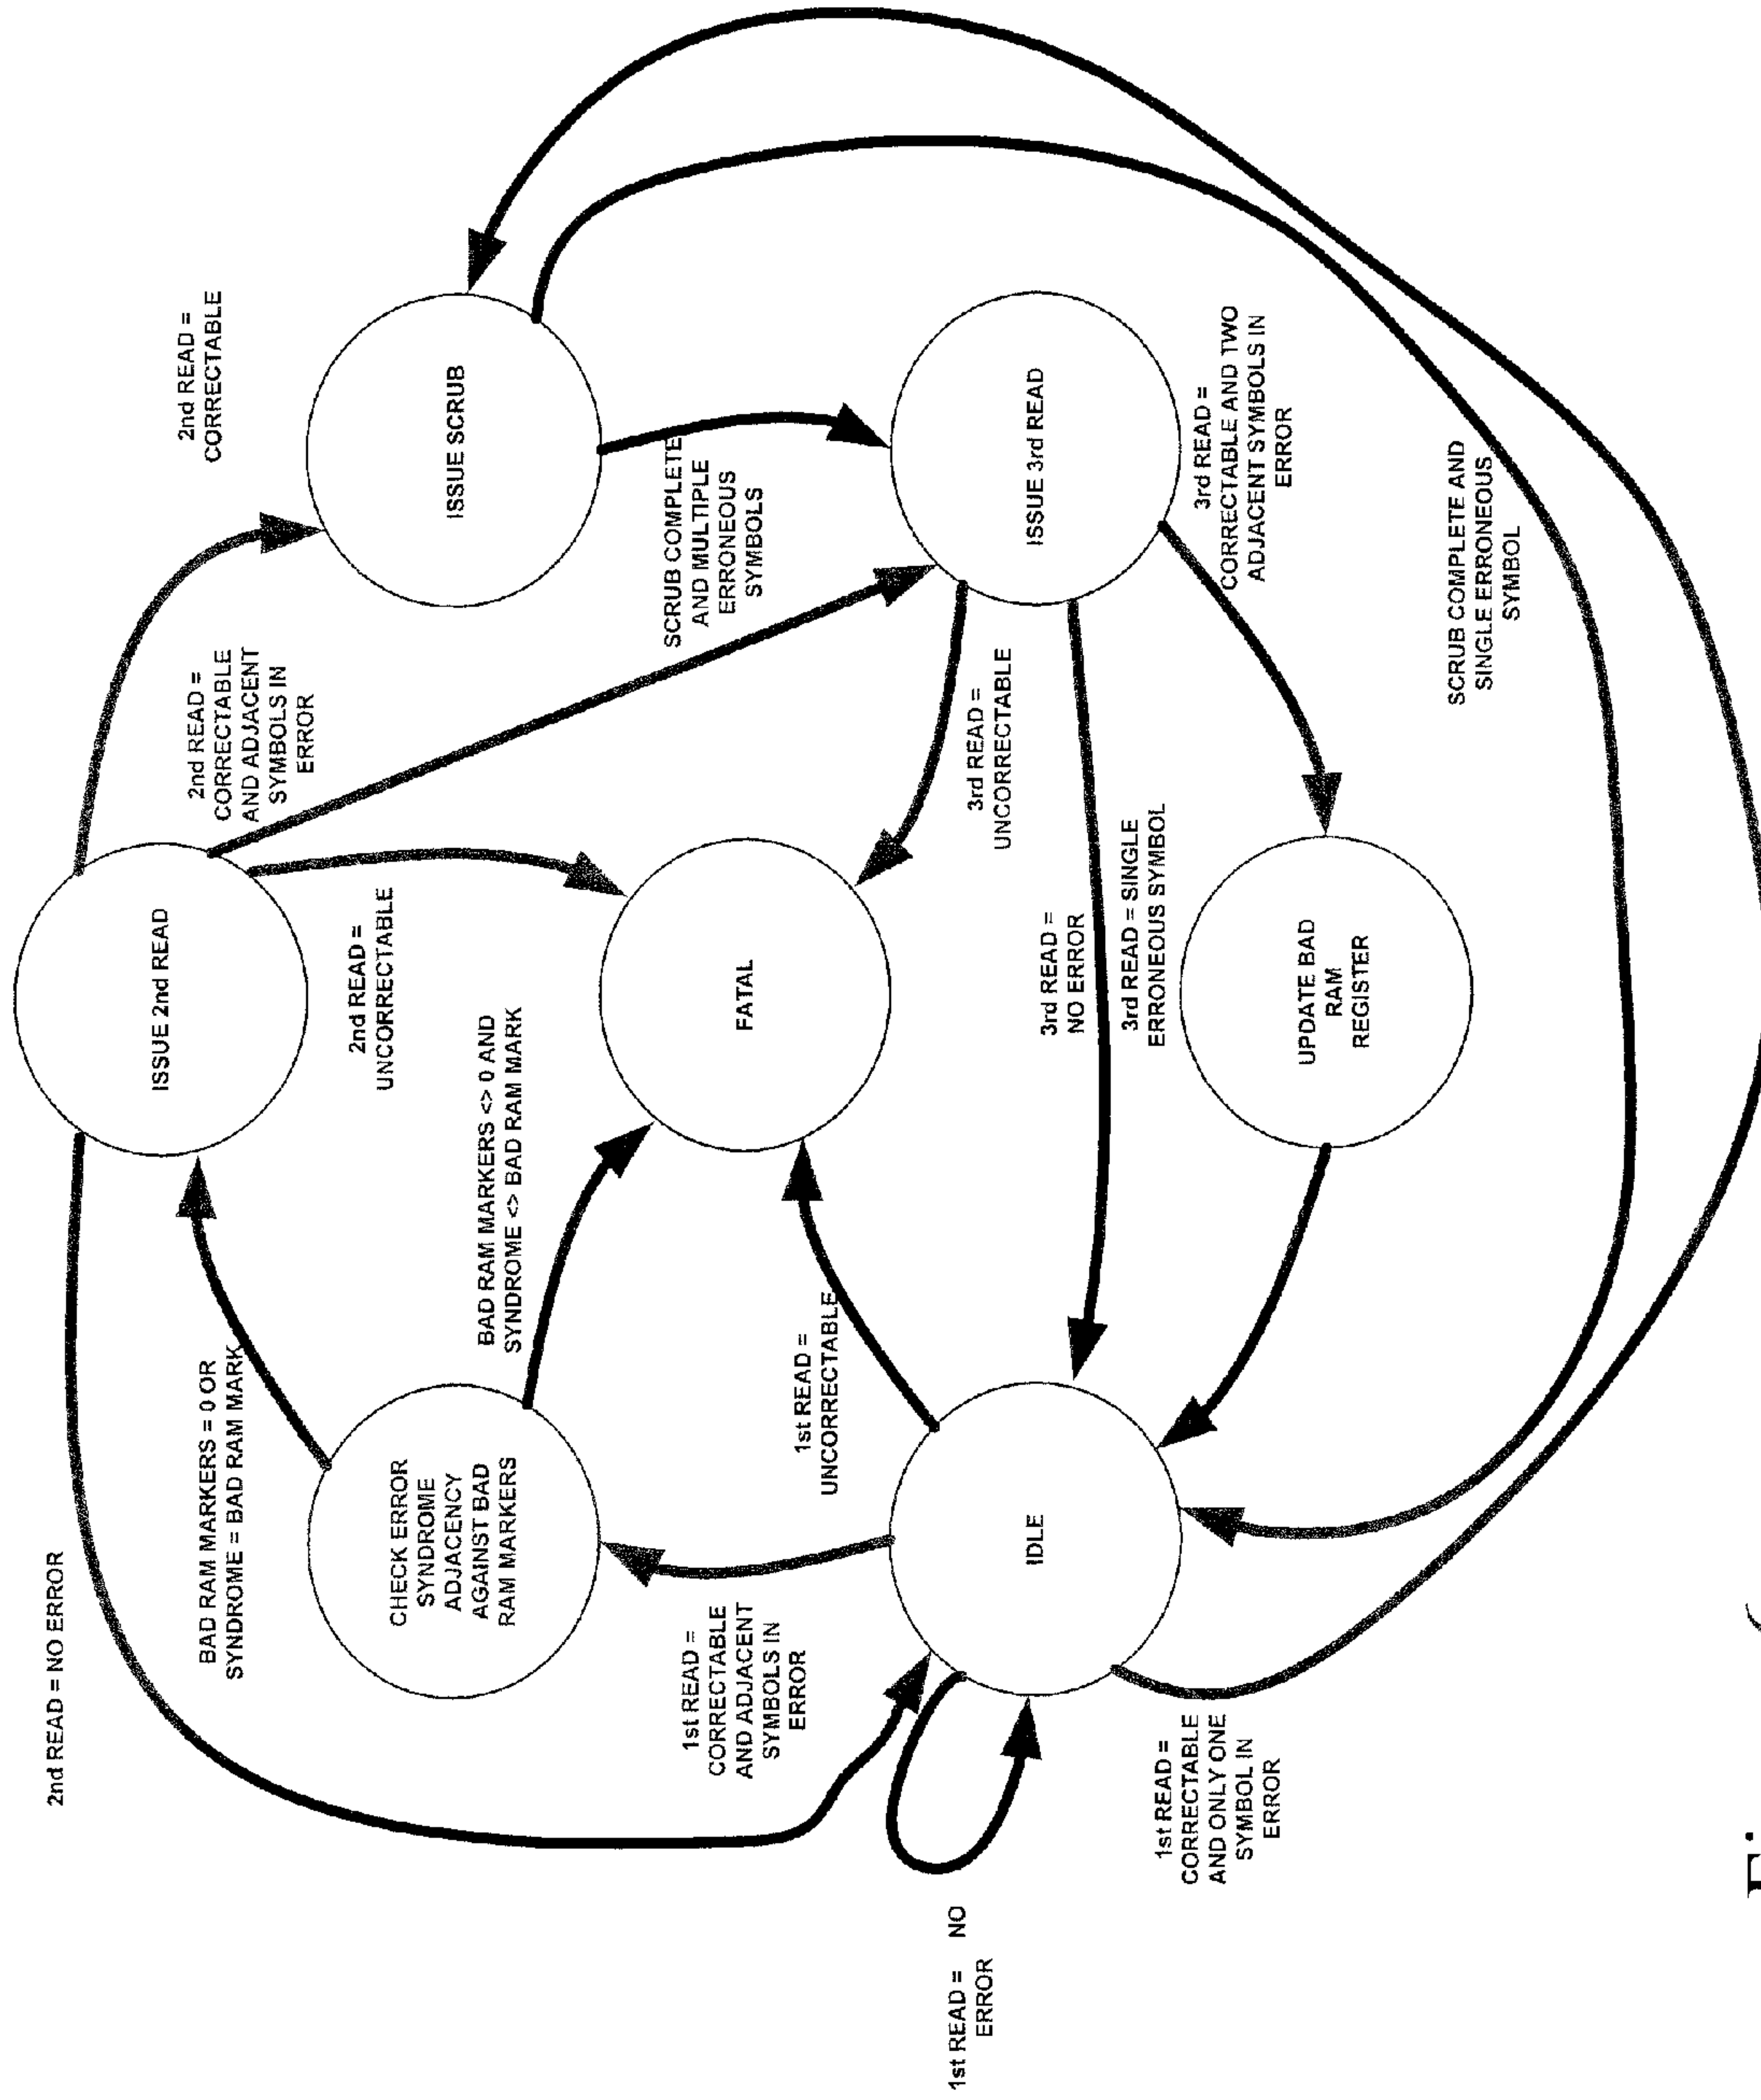 2nd READ = NO ERROR
ISSUE 2nd READ
2nd READ =
CORRECTABLE
BAD RAM MARKERS = 0 OR
SYNDROME = BAD RAM MARK
2nd READ =
CORRECTABLE
AND ADJACENT
SYMBOLS IN
ERROR
CHECK ERROR
SYNDROME
ADJACENCY
AGAINST BAD
RAM MARKERS
2nd READ =
UNCORRECTABLE
ISSUE SCRUB
BAD RAM MARKERS <> 0 AND
SYNDROME <> BAD RAM MARK
SCRUB COMPLETE
AND MULTIPLE
ERRONEOUS
SYMBOLS
1st READ =
CORRECTABLE
AND ADJACENT
SYMBOLS IN
ERROR
1st READ =
UNCORRECTABLE
FATAL
3rd READ =
UNCORRECTABLE
1st READ = NO
ERROR
IDLE
3rd READ =
NO ERROR
3rd READ = SINGLE
ERRONEOUS SYMBOL
ISSUE 3rd READ
1st READ =
CORRECTABLE
AND ONLY ONE
SYMBOL IN
ERROR
3rd READ =
CORRECTABLE AND TWO
ADJACENT SYMBOLS IN
ERROR
UPDATE BAD
RAM
REGISTER
SCRUB COMPLETE AND
SINGLE ERRONEOUS
SYMBOL